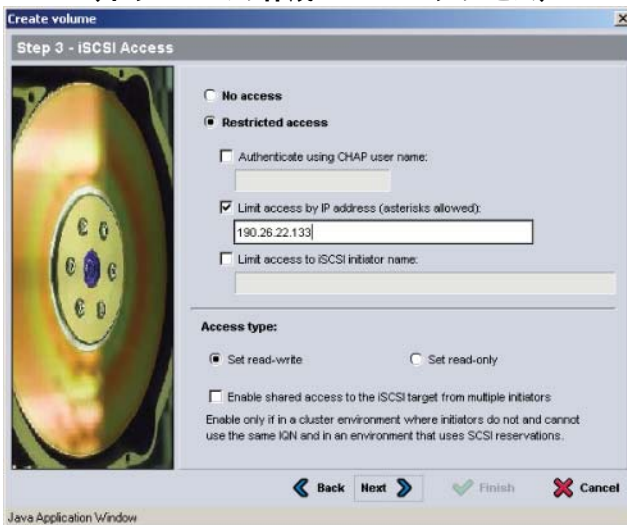 Create volume
Step 3 - iSCSI Access
No access
Restricted access
Authenticate using CHAP user name:
Limit access by IP address (asterisks allowed):
190.26.22.133
Limit access to iSCSI initiator name:
Access type:
Set read-write
Set read-only
Enable shared access to the iSCSI target from multiple initiators
Enable only if in a cluster environment where initiators do not and cannot
use the same IQN and in an environment that uses SCSI reservations.
Back Next Finish Cancel
Java Application Window